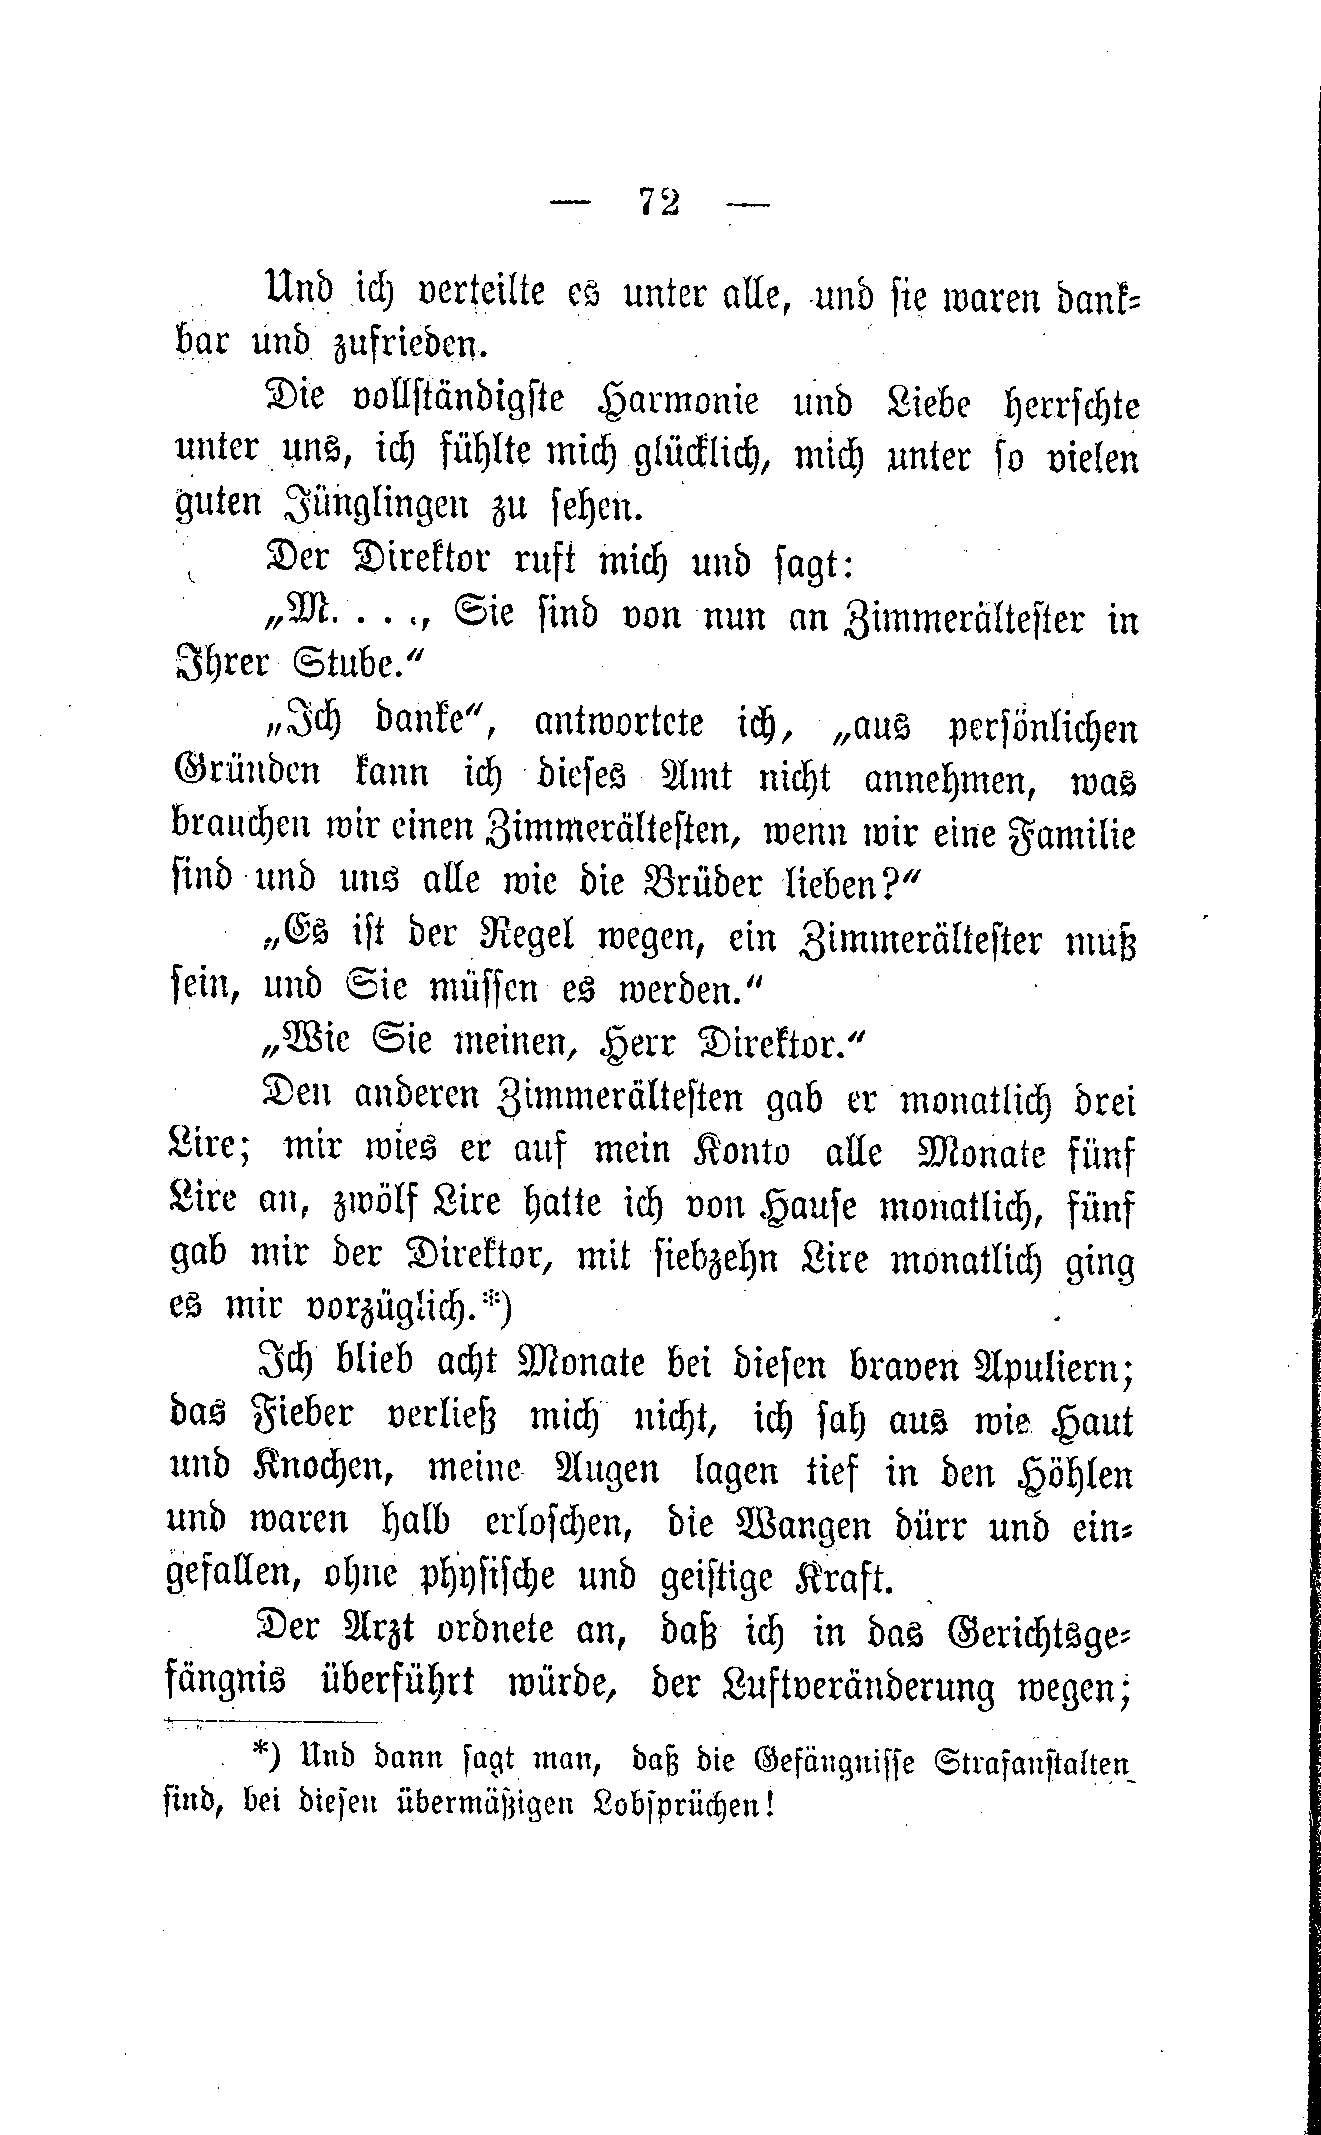 — 72 —
Und ich verteilte es unter alle, und sie waren dank-
bar und zufrieden.
Die vollständigste Harmonie und Liebe herrschte
unter uns, ich fühlte mich glücklich, mich unter so vielen
guten Jünglingen zu sehen.
Der Direktor ruft mich und sagt:
„M. . . ., Sie sind von nun an Zimmerältester in
Ihrer Stube.“
„Ich danke“, antwortete ich, „aus persönlichen
Gründen kann ich dieses Amt nicht annehmen, was
brauchen wir einen Zimmerältesten, wenn wir eine Familie
sind und uns alle wie die Brüder lieben?“
„Es ist der Regel wegen, ein Zimmerältester muß
sein, und Sie müssen es werden.“
„Wie Sie meinen, Herr Direktor.“
Den anderen Zimmerältesten gab er monatlich drei
Lire; mir wies er auf mein Konto alle Monate fünf
Lire an, zwölf Lire hatte ich von Hause monatlich, fünf
gab mir der Direktor, mit siebzehn Lire monatlich ging
es mir vorzüglich.*)
Ich blieb acht Monate bei diesen braven Apuliern;
das Fieber verließ mich nicht, ich sah aus wie Haut
und Knochen, meine Augen lagen tief in den Höhlen
und waren halb erloschen, die Wangen dürr und ein-
gefallen, ohne physische und geistige Kraft.
Der Arzt ordnete an, daß ich in das Gerichtsge-
fängnis überführt würde, der Luftveränderung wegen;
*) Und dann sagt man, daß die Gefängnisse Strafanstalten
sind, bei diesen übermäßigen Lobsprüchen!